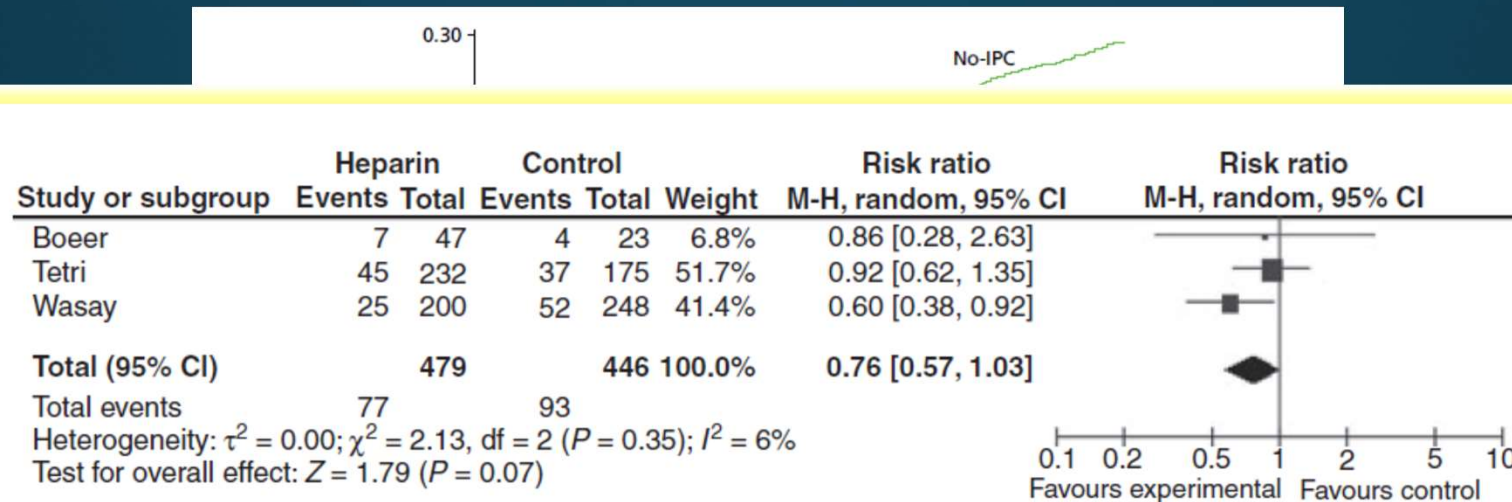 0.30
No-IPC
Heparin Control Risk ratio Risk ratio
Study or subgroup Events Total Events Total Weight M-H, random, 95% CI M-H, random, 95% CI
Boeer 7 47 4 23 6.8% 0.86 [0.28, 2.63]
Tetri 45 232 37 175 51.7% 0.92 [0.62, 1.35]
Wasay 25 200 52 248 41.4% 0.60 [0.38, 0.92]
Total (95% CI) 479 446 100.0% 0.76 [0.57, 1.03]
Total events 77 93
Heterogeneity: τ² = 0.00; χ² = 2.13, df = 2 (P = 0.35); I² = 6%
Test for overall effect: Z = 1.79 (P = 0.07)
0.1 0.2 0.5 1 2 5 10
Favours experimental Favours control